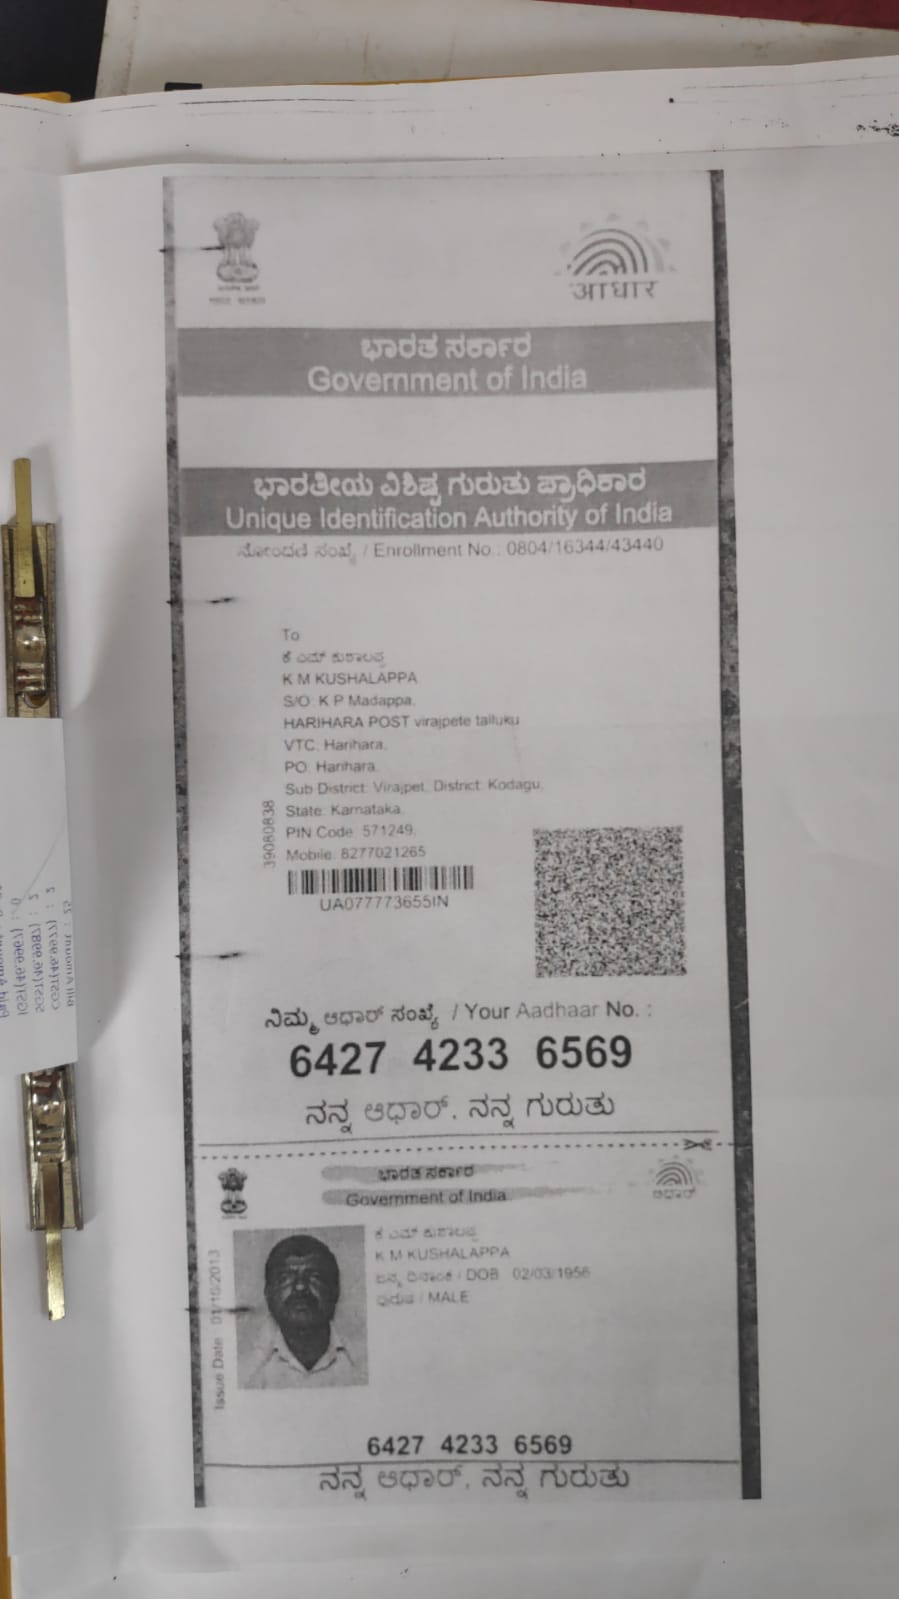 आधार
ಭಾರತ ಸರ್ಕಾರ
Government of India
ಭಾರತೀಯ ವಿಶಿಷ್ಟ ಗುರುತು ಪ್ರಾಧಿಕಾರ
Unique Identification Authority of India
ನೋಂದಣಿ ಸಂಖ್ಯೆ / Enrollment No.: 0804/16344/43440
To
ಕೆ ಎಮ್ ಕುಶಾಲಪ್ಪ
K M KUSHALAPPA
S/O: K P Madappa,
HARIHARA POST virajpete talluku
VTC: Harihara,
PO: Harihara,
Sub District: Virajpet, District: Kodagu,
State: Karnataka,
PIN Code: 571249,
Mobile: 8277021265
39080838
UA077773655IN
ನಿಮ್ಮ ಆಧಾರ್ ಸಂಖ್ಯೆ / Your Aadhaar No. :
6427 4233 6569
ನನ್ನ ಆಧಾರ್, ನನ್ನ ಗುರುತು
ಭಾರತ ಸರ್ಕಾರ
Government of India
ಆಧಾರ್
ಕೆ ಎಮ್ ಕುಶಾಲಪ್ಪ
K M KUSHALAPPA
ಜನ್ಮ ದಿನಾಂಕ / DOB 02/03/1956
ಪುರುಷ / MALE
Issue Date 01/10/2013
6427 4233 6569
ನನ್ನ ಆಧಾರ್, ನನ್ನ ಗುರುತು